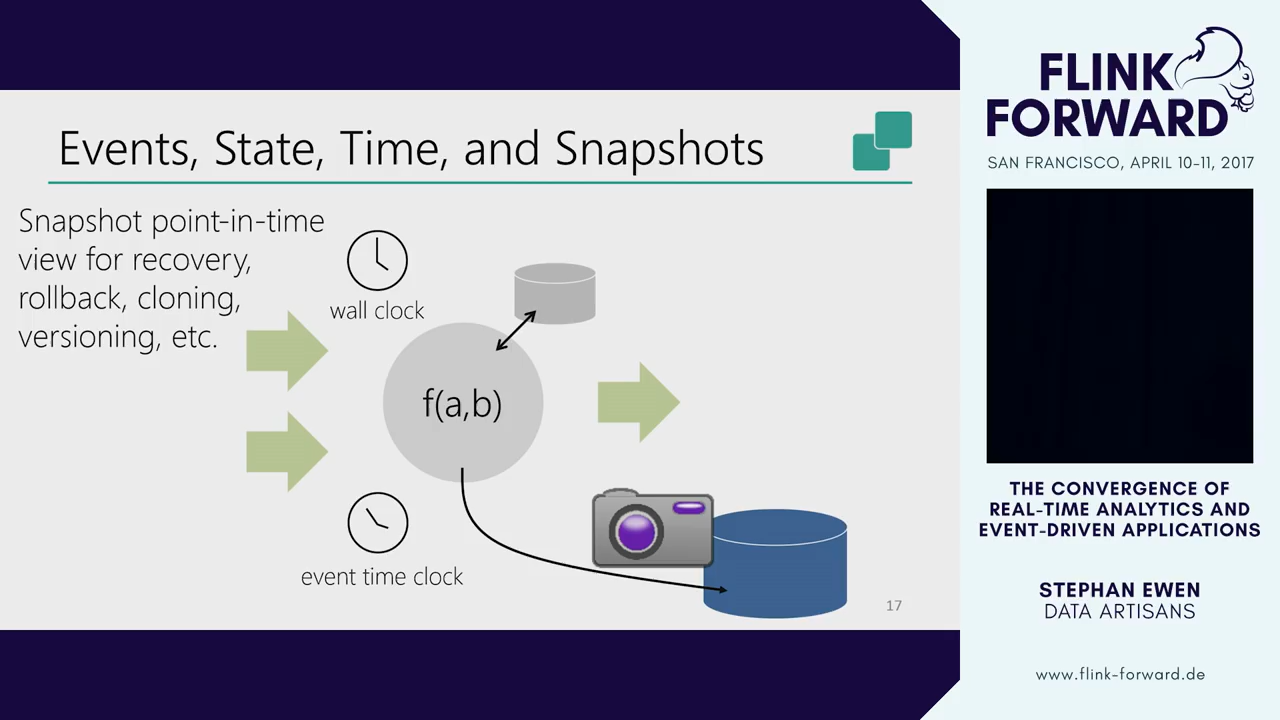 Events, State, Time, and Snapshots
Snapshot point-in-time
view for recovery,
rollback, cloning,
versioning, etc.
wall clock
f(a,b)
event time clock
17
FLINK
FORWARD
SAN FRANCISCO, APRIL 10-11, 2017
THE CONVERGENCE OF
REAL-TIME ANALYTICS AND
EVENT-DRIVEN APPLICATIONS
STEPHAN EWEN
DATA ARTISANS
www.flink-forward.de